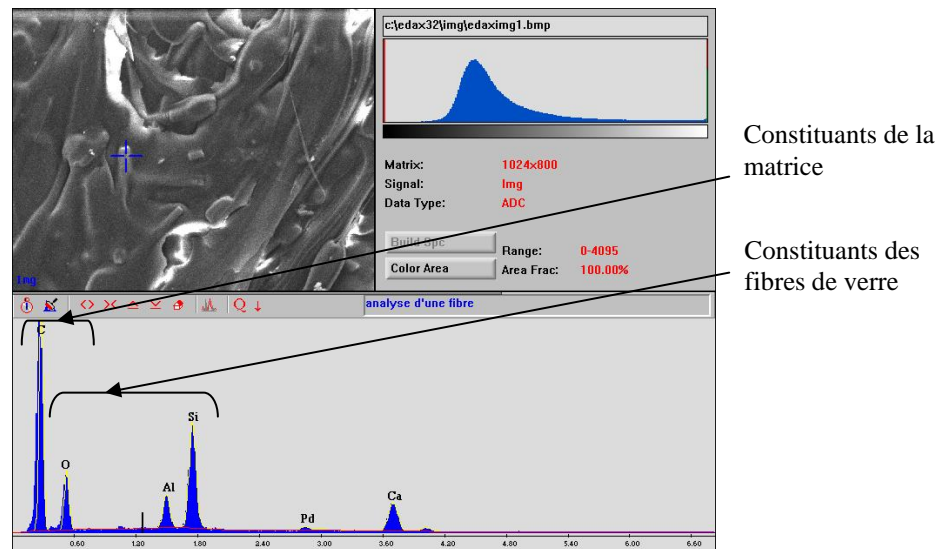 c:\edax32\img\edaximg1.bmp
Matrix: 1024x800
Signal: Img
Data Type: ADC
Build Spc
Range: 0-4095
Color Area
Area Frac: 100.00%
Img
Constituants de la
matrice
Constituants des
fibres de verre
analyse d'une fibre
C
O
Al
Si
Pd
Ca
0.60 1.20 1.80 2.40 3.00 3.60 4.20 4.80 5.40 6.00 6.60